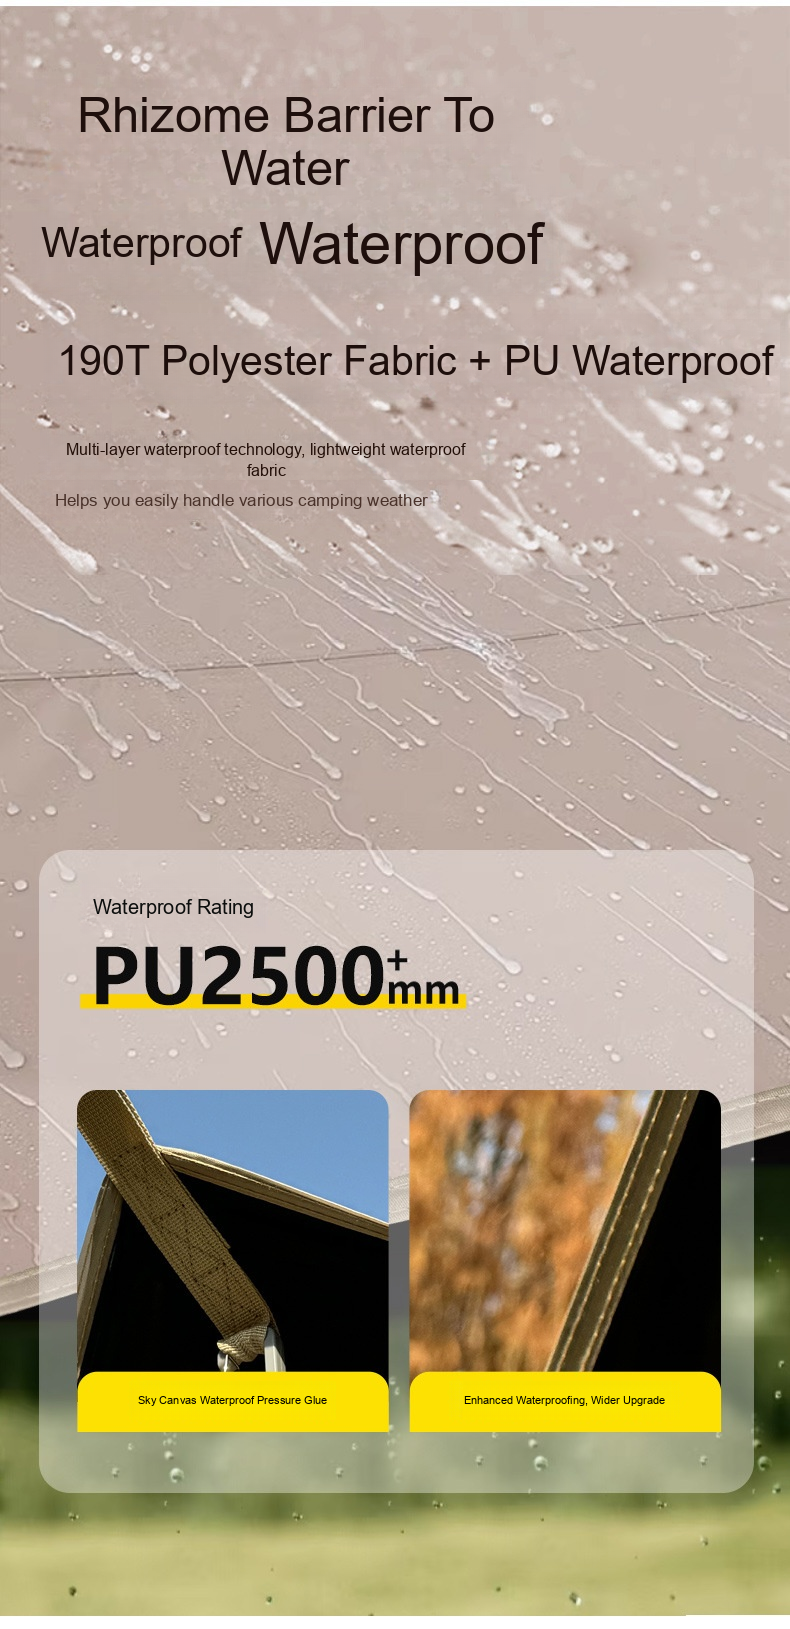 Rhizome Barrier To
Water
Waterproof Waterproof
190T Polyester Fabric + PU Waterproof
Multi-layer waterproof technology, lightweight waterproof
fabric
Helps you easily handle various camping weather
Waterproof Rating
PU2500+mm
Sky Canvas Waterproof Pressure Glue
Enhanced Waterproofing, Wider Upgrade